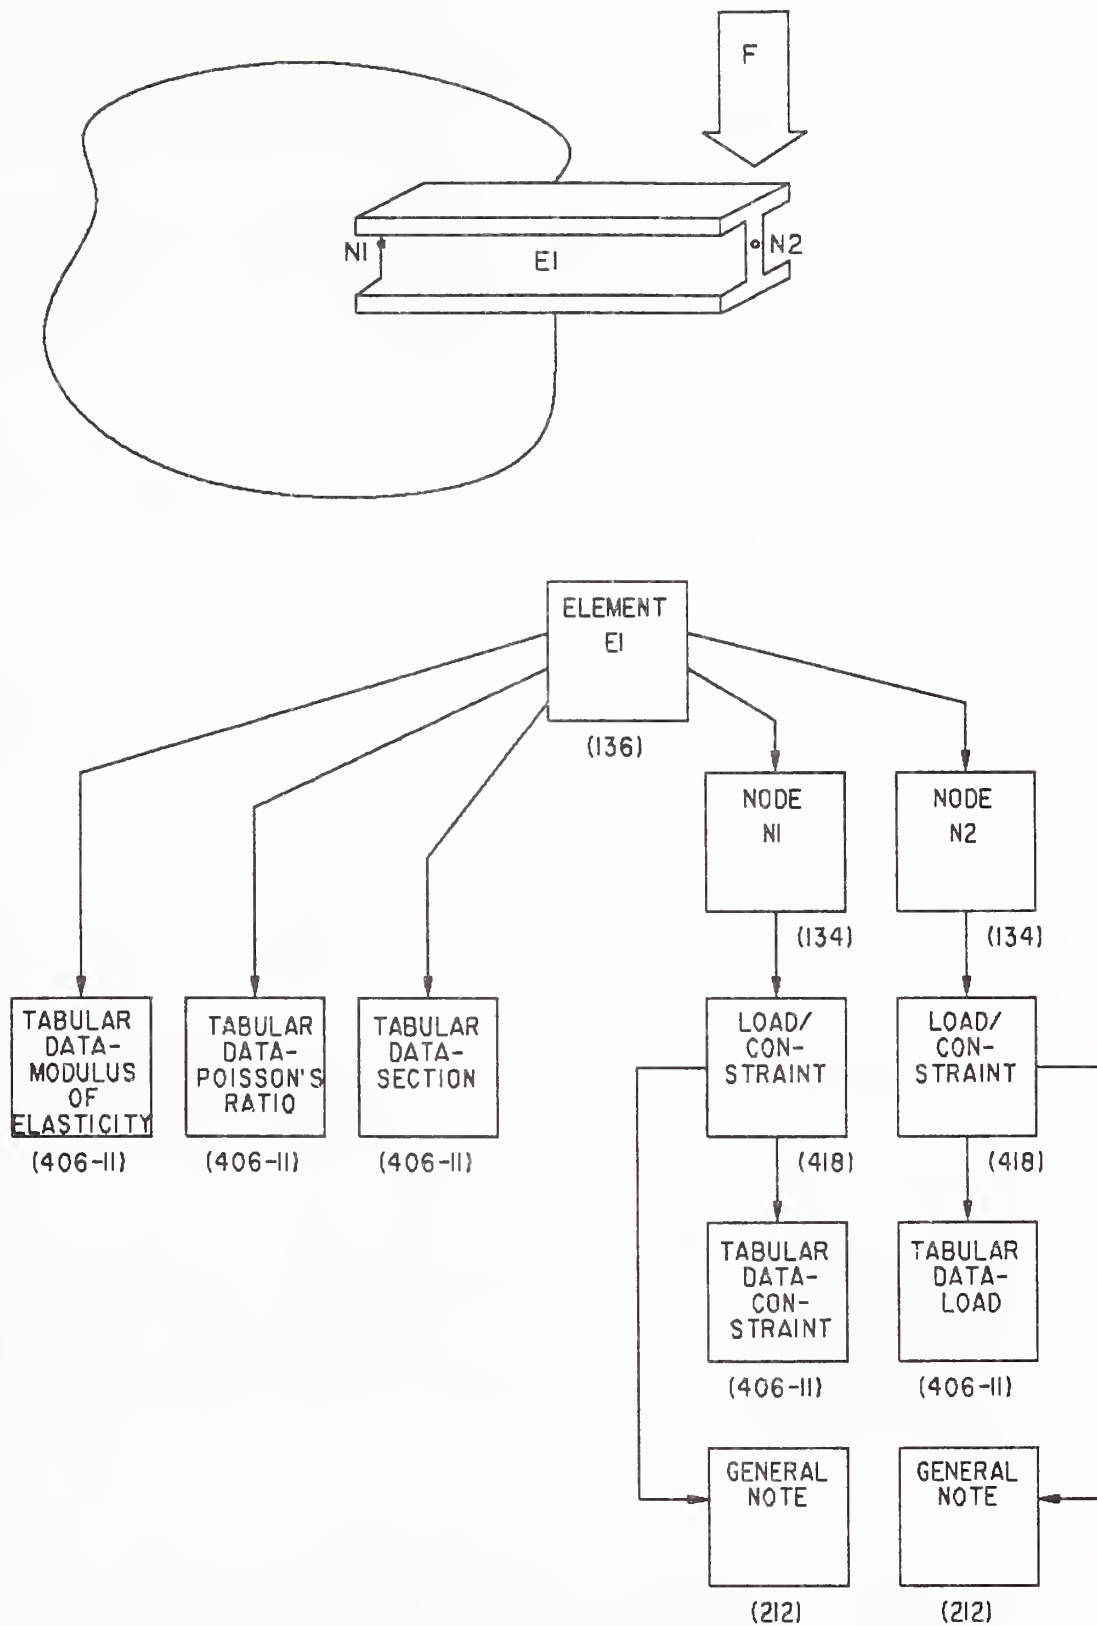 F
N1
E1
N2
ELEMENT
E1
(136)
NODE
N1
NODE
N2
(134)
(134)
TABULAR
DATA-
MODULUS
OF
ELASTICITY
TABULAR
DATA-
POISSON'S
RATIO
TABULAR
DATA-
SECTION
LOAD/
CON-
STRAINT
LOAD/
CON-
STRAINT
(406-11)
(406-11)
(406-11)
(418)
(418)
TABULAR
DATA-
CON-
STRAINT
TABULAR
DATA-
LOAD
(406-11)
(406-11)
GENERAL
NOTE
GENERAL
NOTE
(212)
(212)